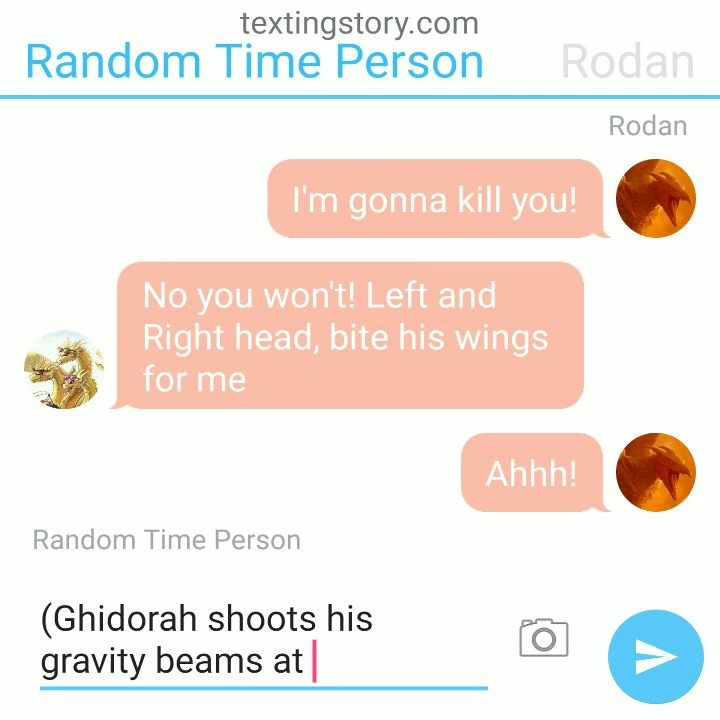 textingstory.com
Random Time Person Rodan
Rodan
I'm gonna kill you!
No you won't! Left and
Right head, bite his wings
for me
Ahhh!
Random Time Person
(Ghidorah shoots his
gravity beams at